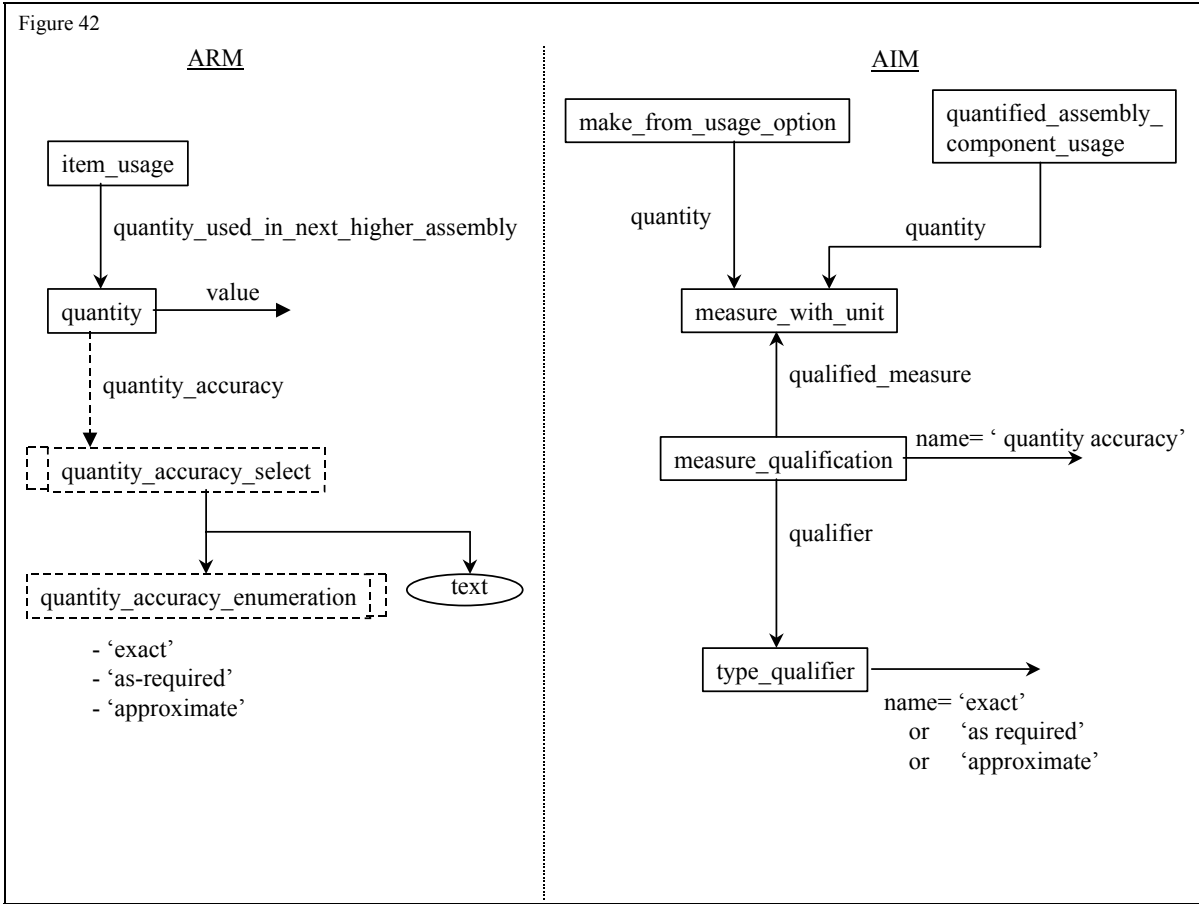 Figure 42
ARM
item_usage
quantity_used_in_next_higher_assembly
quantity
value
quantity_accuracy
quantity_accuracy_select
quantity_accuracy_enumeration
text
- ‘exact’
- ‘as-required’
- ‘approximate’
AIM
make_from_usage_option
quantified_assembly_
component_usage
quantity
quantity
measure_with_unit
qualified_measure
measure_qualification
name= ‘ quantity accuracy’
qualifier
type_qualifier
name= ‘exact’
or ‘as required’
or ‘approximate’